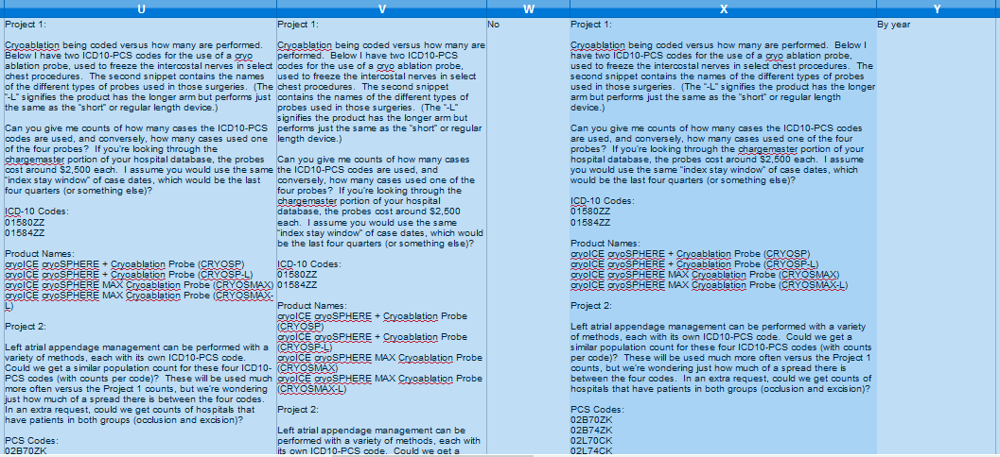 U
V
W
X
Y
Project 1:
Cryoablation being coded versus how many are performed.
Below I have two ICD10-PCS codes for the use of a cryo
ablation probe, used to freeze the intercostal nerves in select
chest procedures.  The second snippet contains the names
of the different types of probes used in those surgeries.  (The
"-L" signifies the product has the longer arm but performs just
the same as the "short" or regular length device.)
Can you give me counts of how many cases the ICD10-PCS
codes are used, and conversely, how many cases used one
of the four probes?  If you're looking through the
chargemaster portion of your hospital database, the probes
cost around $2,500 each.  I assume you would use the same
"index stay window" of case dates, which would be the last
four quarters (or something else)?
ICD-10 Codes:
01580ZZ
01584ZZ
Product Names:
cryoICE cryoSPHERE + Cryoablation Probe (CRYOSP)
cryoICE cryoSPHERE + Cryoablation Probe (CRYOSP-L)
cryoICE cryoSPHERE MAX Cryoablation Probe (CRYOSMAX)
cryoICE cryoSPHERE MAX Cryoablation Probe (CRYOSMAX-
L)
Project 2:
Left atrial appendage management can be performed with a
variety of methods, each with its own ICD10-PCS code.
Could we get a similar population count for these four ICD10-
PCS codes (with counts per code)?  These will be used much
more often versus the Project 1 counts, but we're wondering
just how much of a spread there is between the four codes.
In an extra request, could we get counts of hospitals that
have patients in both groups (occlusion and excision)?
PCS Codes:
02B70ZK
Project 1:
Cryoablation being coded versus how many are
performed.  Below I have two ICD10-PCS
codes for the use of a cryo ablation probe,
used to freeze the intercostal nerves in select
chest procedures.  The second snippet
contains the names of the different types of
probes used in those surgeries.  (The "-L"
signifies the product has the longer arm but
performs just the same as the "short" or regular
length device.)
Can you give me counts of how many cases
the ICD10-PCS codes are used, and
conversely, how many cases used one of the
four probes?  If you're looking through the
chargemaster portion of your hospital
database, the probes cost around $2,500
each.  I assume you would use the same
"index stay window" of case dates, which would
be the last four quarters (or something else)?
ICD-10 Codes:
01580ZZ
01584ZZ
Product Names:
cryoICE cryoSPHERE + Cryoablation Probe
(CRYOSP)
cryoICE cryoSPHERE + Cryoablation Probe
(CRYOSP-L)
cryoICE cryoSPHERE MAX Cryoablation Probe
(CRYOSMAX)
cryoICE cryoSPHERE MAX Cryoablation Probe
(CRYOSMAX-L)
Project 2:
Left atrial appendage management can be
performed with a variety of methods, each with
its own ICD10-PCS code.  Could we get a
No
Project 1:
Cryoablation being coded versus how many are performed.  Below I
have two ICD10-PCS codes for the use of a cryo ablation probe,
used to freeze the intercostal nerves in select chest procedures.  The
second snippet contains the names of the different types of probes
used in those surgeries.  (The "-L" signifies the product has the longer
arm but performs just the same as the "short" or regular length
device.)
Can you give me counts of how many cases the ICD10-PCS codes
are used, and conversely, how many cases used one of the four
probes?  If you're looking through the chargemaster portion of your
hospital database, the probes cost around $2,500 each.  I assume
you would use the same "index stay window" of case dates, which
would be the last four quarters (or something else)?
ICD-10 Codes:
01580ZZ
01584ZZ
Product Names:
cryoICE cryoSPHERE + Cryoablation Probe (CRYOSP)
cryoICE cryoSPHERE + Cryoablation Probe (CRYOSP-L)
cryoICE cryoSPHERE MAX Cryoablation Probe (CRYOSMAX)
cryoICE cryoSPHERE MAX Cryoablation Probe (CRYOSMAX-L)
Project 2:
Left atrial appendage management can be performed with a variety
of methods, each with its own ICD10-PCS code.  Could we get a
similar population count for these four ICD10-PCS codes (with counts
per code)?  These will be used much more often versus the Project 1
counts, but we're wondering just how much of a spread there is
between the four codes.  In an extra request, could we get counts of
hospitals that have patients in both groups (occlusion and excision)?
PCS Codes:
02B70ZK
02B74ZK
02L70CK
02L74CK
By year